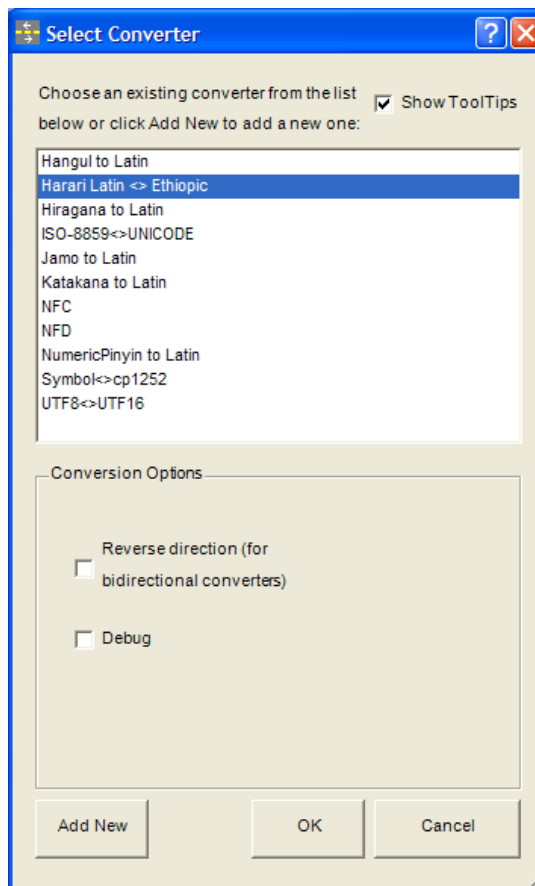 Select Converter
Choose an existing converter from the list
below or click Add New to add a new one:
Show ToolTips
Hangul to Latin
Harari Latin <> Ethiopic
Hiragana to Latin
ISO-8859<>UNICODE
Jamo to Latin
Katakana to Latin
NFC
NFD
NumericPinyin to Latin
Symbol<>cp1252
UTF8<>UTF16
Conversion Options
Reverse direction (for
bidirectional converters)
Debug
Add New
OK
Cancel